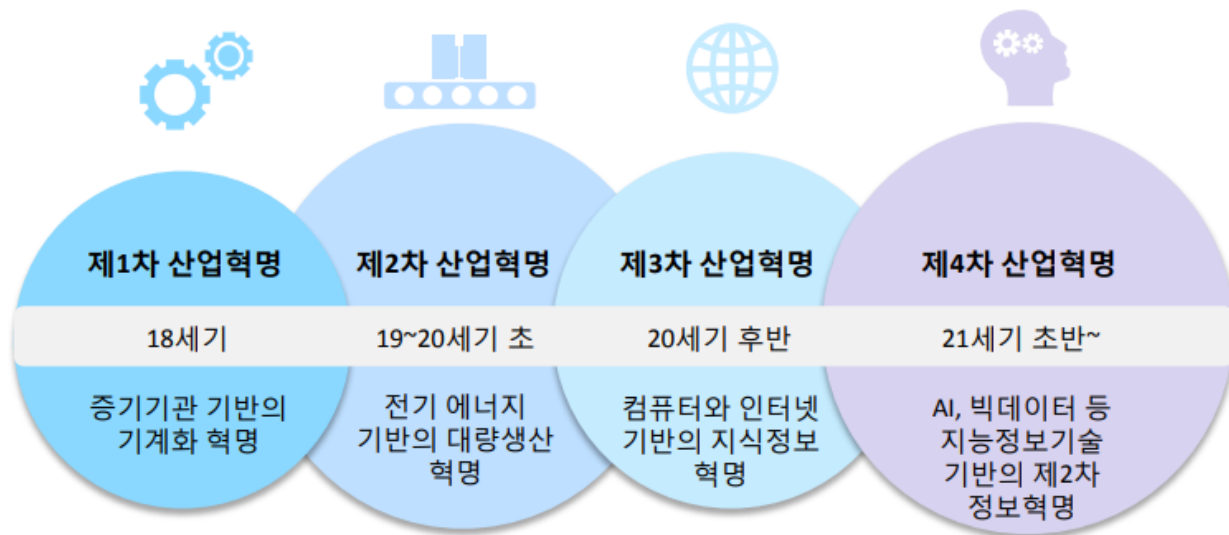 제1차 산업혁명
18세기
증기기관 기반의
기계화 혁명
제2차 산업혁명
19~20세기 초
전기 에너지
기반의 대량생산
혁명
제3차 산업혁명
20세기 후반
컴퓨터와 인터넷
기반의 지식정보
혁명
제4차 산업혁명
21세기 초반~
AI, 빅데이터 등
지능정보기술
기반의 제2차
정보혁명